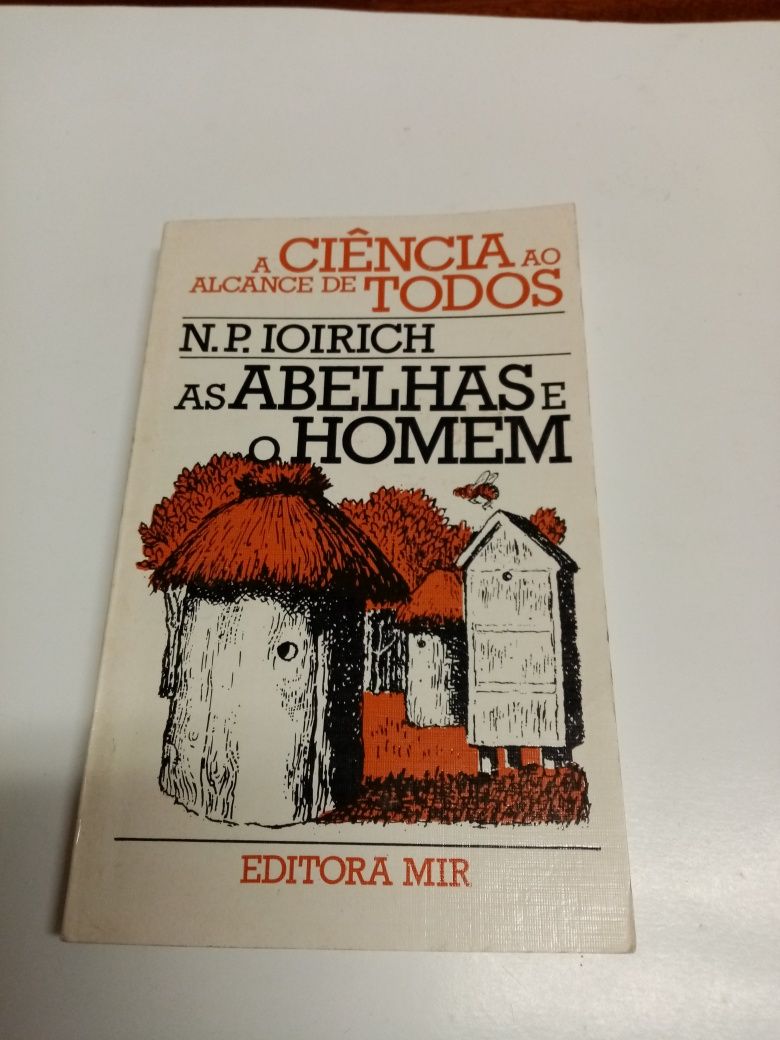 A CIÊNCIA AO
ALCANCE DE TODOS
N.P. IOIRICH
AS ABELHAS E
O HOMEM
EDITORA MIR